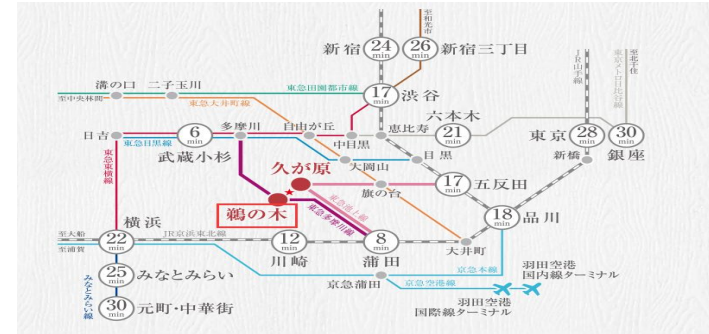 至和光市
新宿
24
min
26
min
新宿三丁目
JR山手線
至北千住
東京メトロ日比谷線
溝の口
二子玉川
東急田園都市線
17
min
渋谷
至中央林間
東急大井町線
六本木
日吉
6
min
多摩川
自由が丘
恵比寿
21
min
東京
28
min
30
min
銀座
東急目黒線
武蔵小杉
中目黒
目黒
新橋
大岡山
東急東横線
久が原
旗の台
17
min
五反田
鵜の木
東急池上線
東急多摩川線
18
min
品川
横浜
至大船
至浦賀
22
min
JR京浜東北線
12
min
川崎
8
min
蒲田
大井町
25
min
みなとみらい
京急本線
羽田空港
国内線ターミナル
みなとみらい線
京急蒲田
京急空港線
30
min
元町・中華街
羽田空港
国際線ターミナル